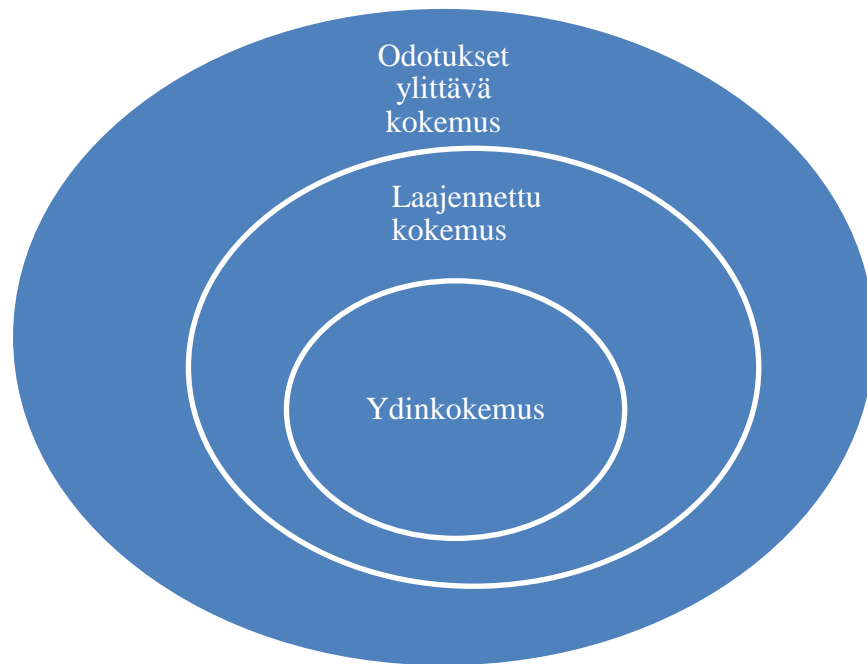 Odotukset
ylittävä
kokemus
Laajennettu
kokemus
Ydinkokemus